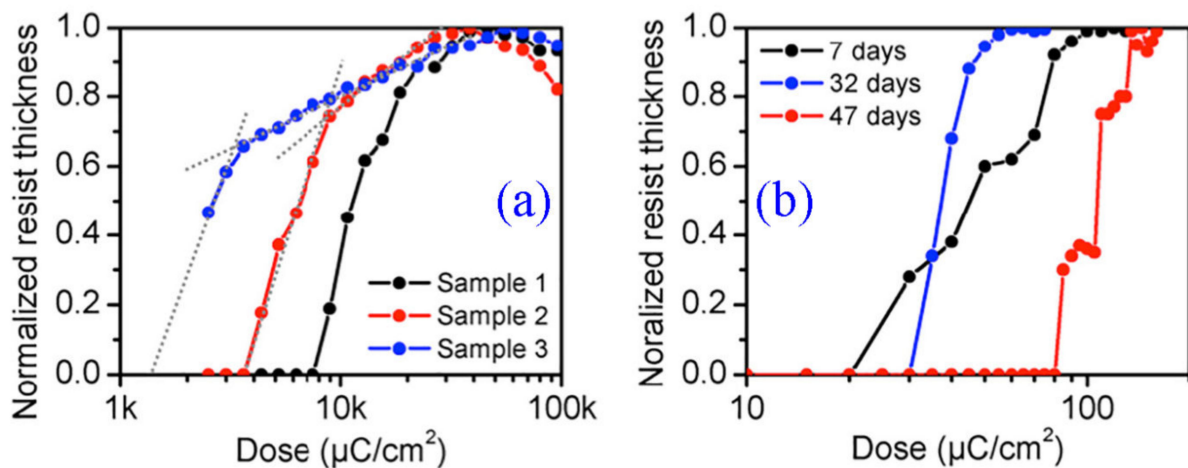 Normalized resist thickness
1.0
0.8
0.6
0.4
0.2
0.0
(a)
Sample 1
Sample 2
Sample 3
1k
10k
100k
Dose (µC/cm²)
Noralized resist thickness
1.0
0.8
0.6
0.4
0.2
0.0
7 days
32 days
47 days
(b)
10
100
Dose (µC/cm²)